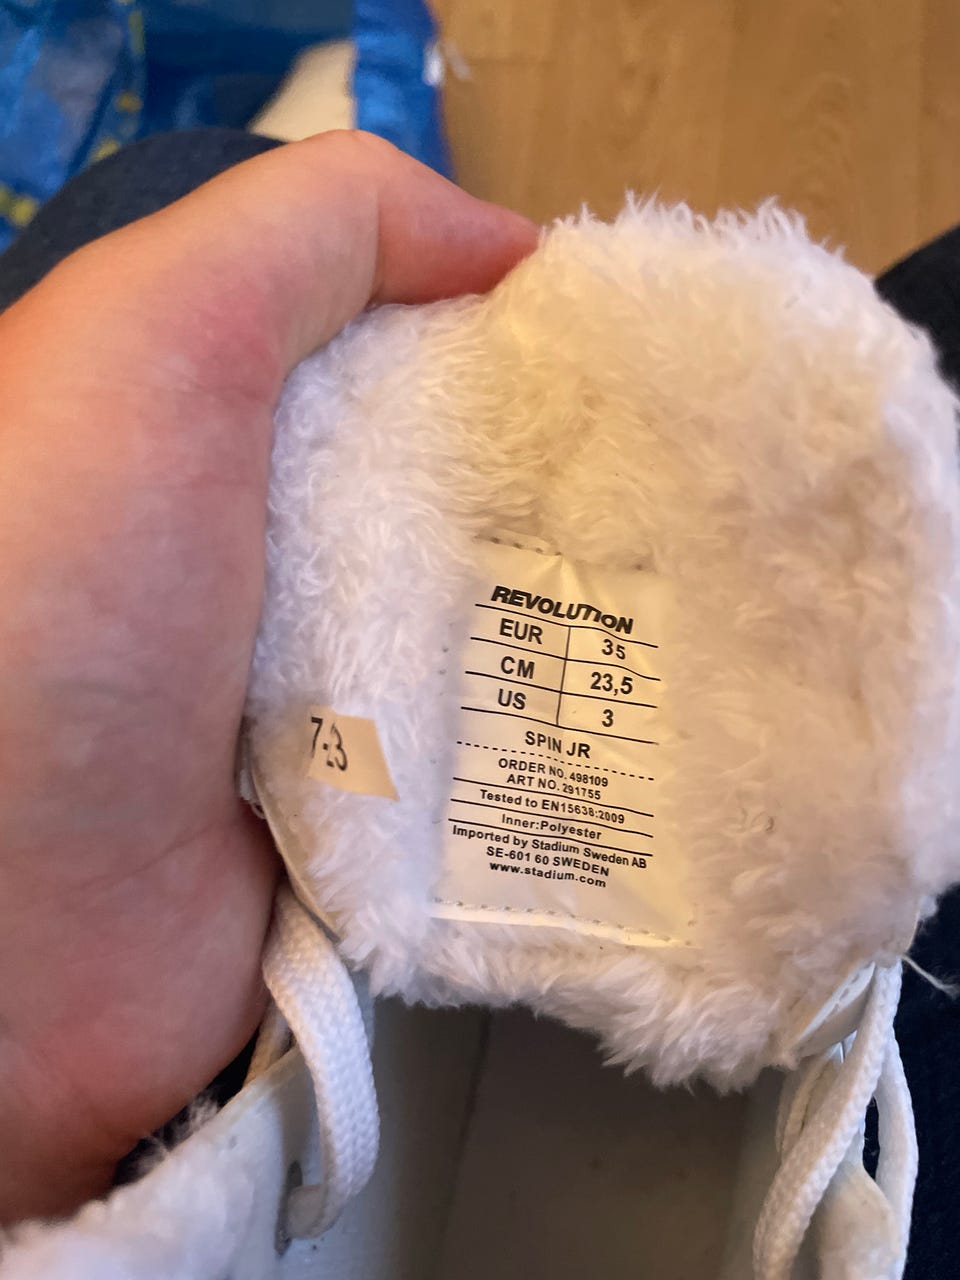 REVOLUTION
EUR 35
CM 23,5
US 3
SPIN JR
ORDER NO. 498109
ART NO. 291755
Tested to EN15638:2009
Inner:Polyester
Imported by Stadium Sweden AB
SE-601 60 SWEDEN
www.stadium.com
7-23